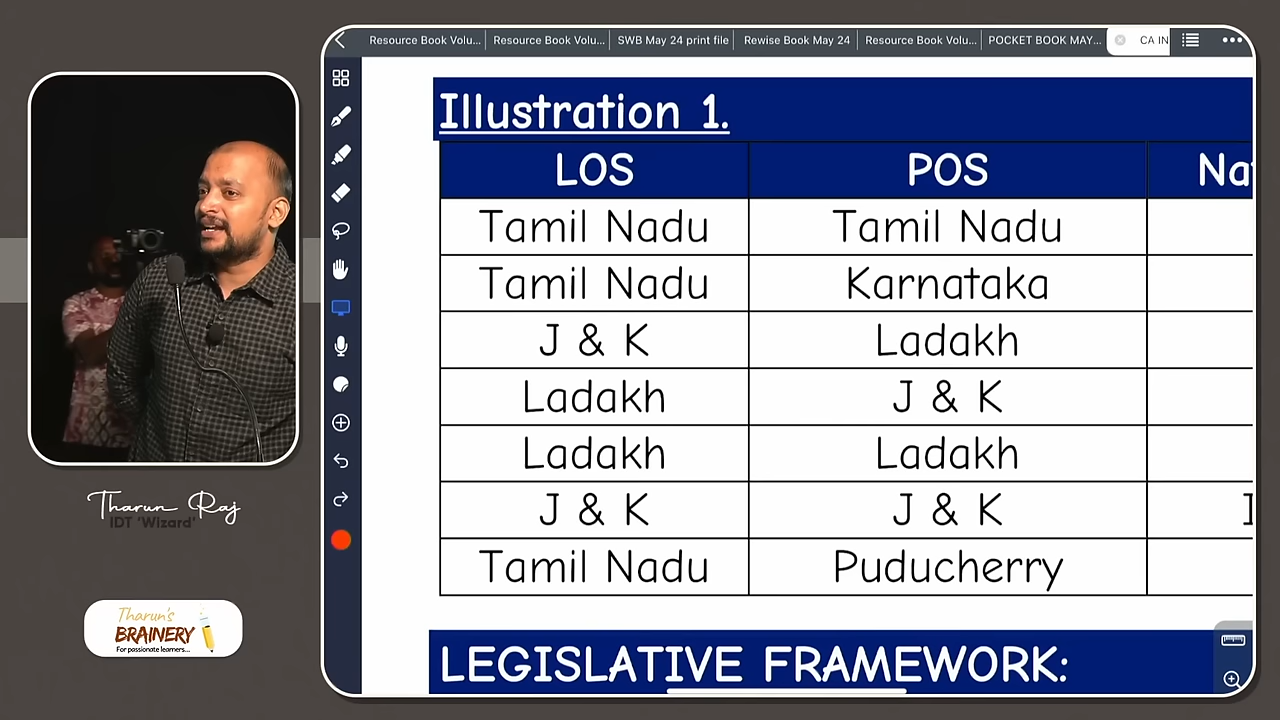 Resource Book Volu... Resource Book Volu... SWB May 24 print file Rewise Book May 24 Resource Book Volu... POCKET BOOK MAY... CA IN
Illustration 1.
LOS POS Na
Tamil Nadu Tamil Nadu
Tamil Nadu Karnataka
J & K Ladakh
Ladakh J & K
Ladakh Ladakh
J & K J & K
Tamil Nadu Puducherry
LEGISLATIVE FRAMEWORK:
Tharun Raj
IDT 'Wizard'
Tharun's
BRAINERY
For passionate learners...